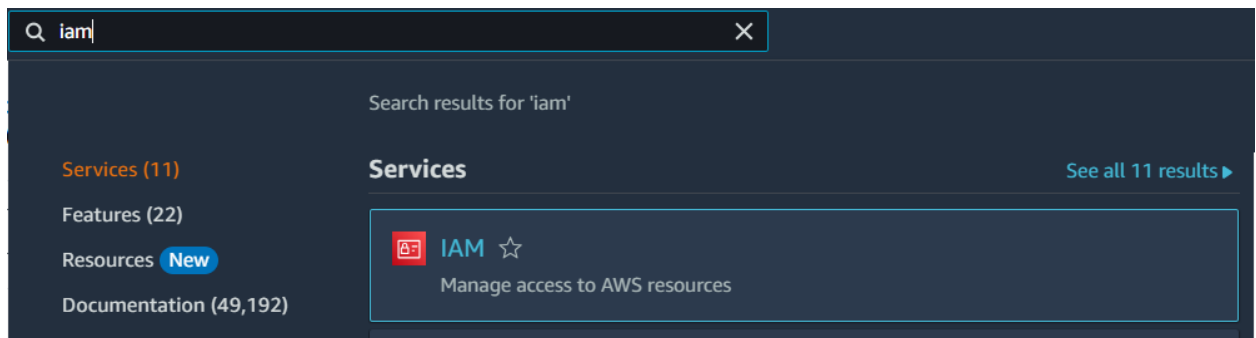 iam
Search results for 'iam'
Services (11)
Features (22)
Resources New
Documentation (49,192)
Services
See all 11 results
IAM
Manage access to AWS resources